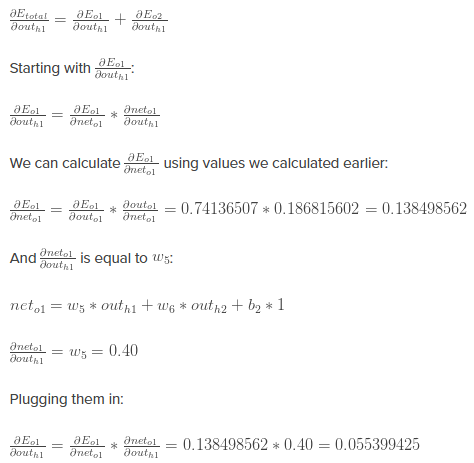 $\frac{\partial E_{total}}{\partial out_{h1}} = \frac{\partial E_{o1}}{\partial out_{h1}} + \frac{\partial E_{o2}}{\partial out_{h1}}$
Starting with $\frac{\partial E_{o1}}{\partial out_{h1}}$:
$\frac{\partial E_{o1}}{\partial out_{h1}} = \frac{\partial E_{o1}}{\partial net_{o1}} * \frac{\partial net_{o1}}{\partial out_{h1}}$
We can calculate $\frac{\partial E_{o1}}{\partial net_{o1}}$ using values we calculated earlier:
$\frac{\partial E_{o1}}{\partial net_{o1}} = \frac{\partial E_{o1}}{\partial out_{o1}} * \frac{\partial out_{o1}}{\partial net_{o1}} = 0.74136507 * 0.186815602 = 0.138498562$
And $\frac{\partial net_{o1}}{\partial out_{h1}}$ is equal to $w_5$:
$net_{o1} = w_5 * out_{h1} + w_6 * out_{h2} + b_2 * 1$
$\frac{\partial net_{o1}}{\partial out_{h1}} = w_5 = 0.40$
Plugging them in:
$\frac{\partial E_{o1}}{\partial out_{h1}} = \frac{\partial E_{o1}}{\partial net_{o1}} * \frac{\partial net_{o1}}{\partial out_{h1}} = 0.138498562 * 0.40 = 0.055399425$